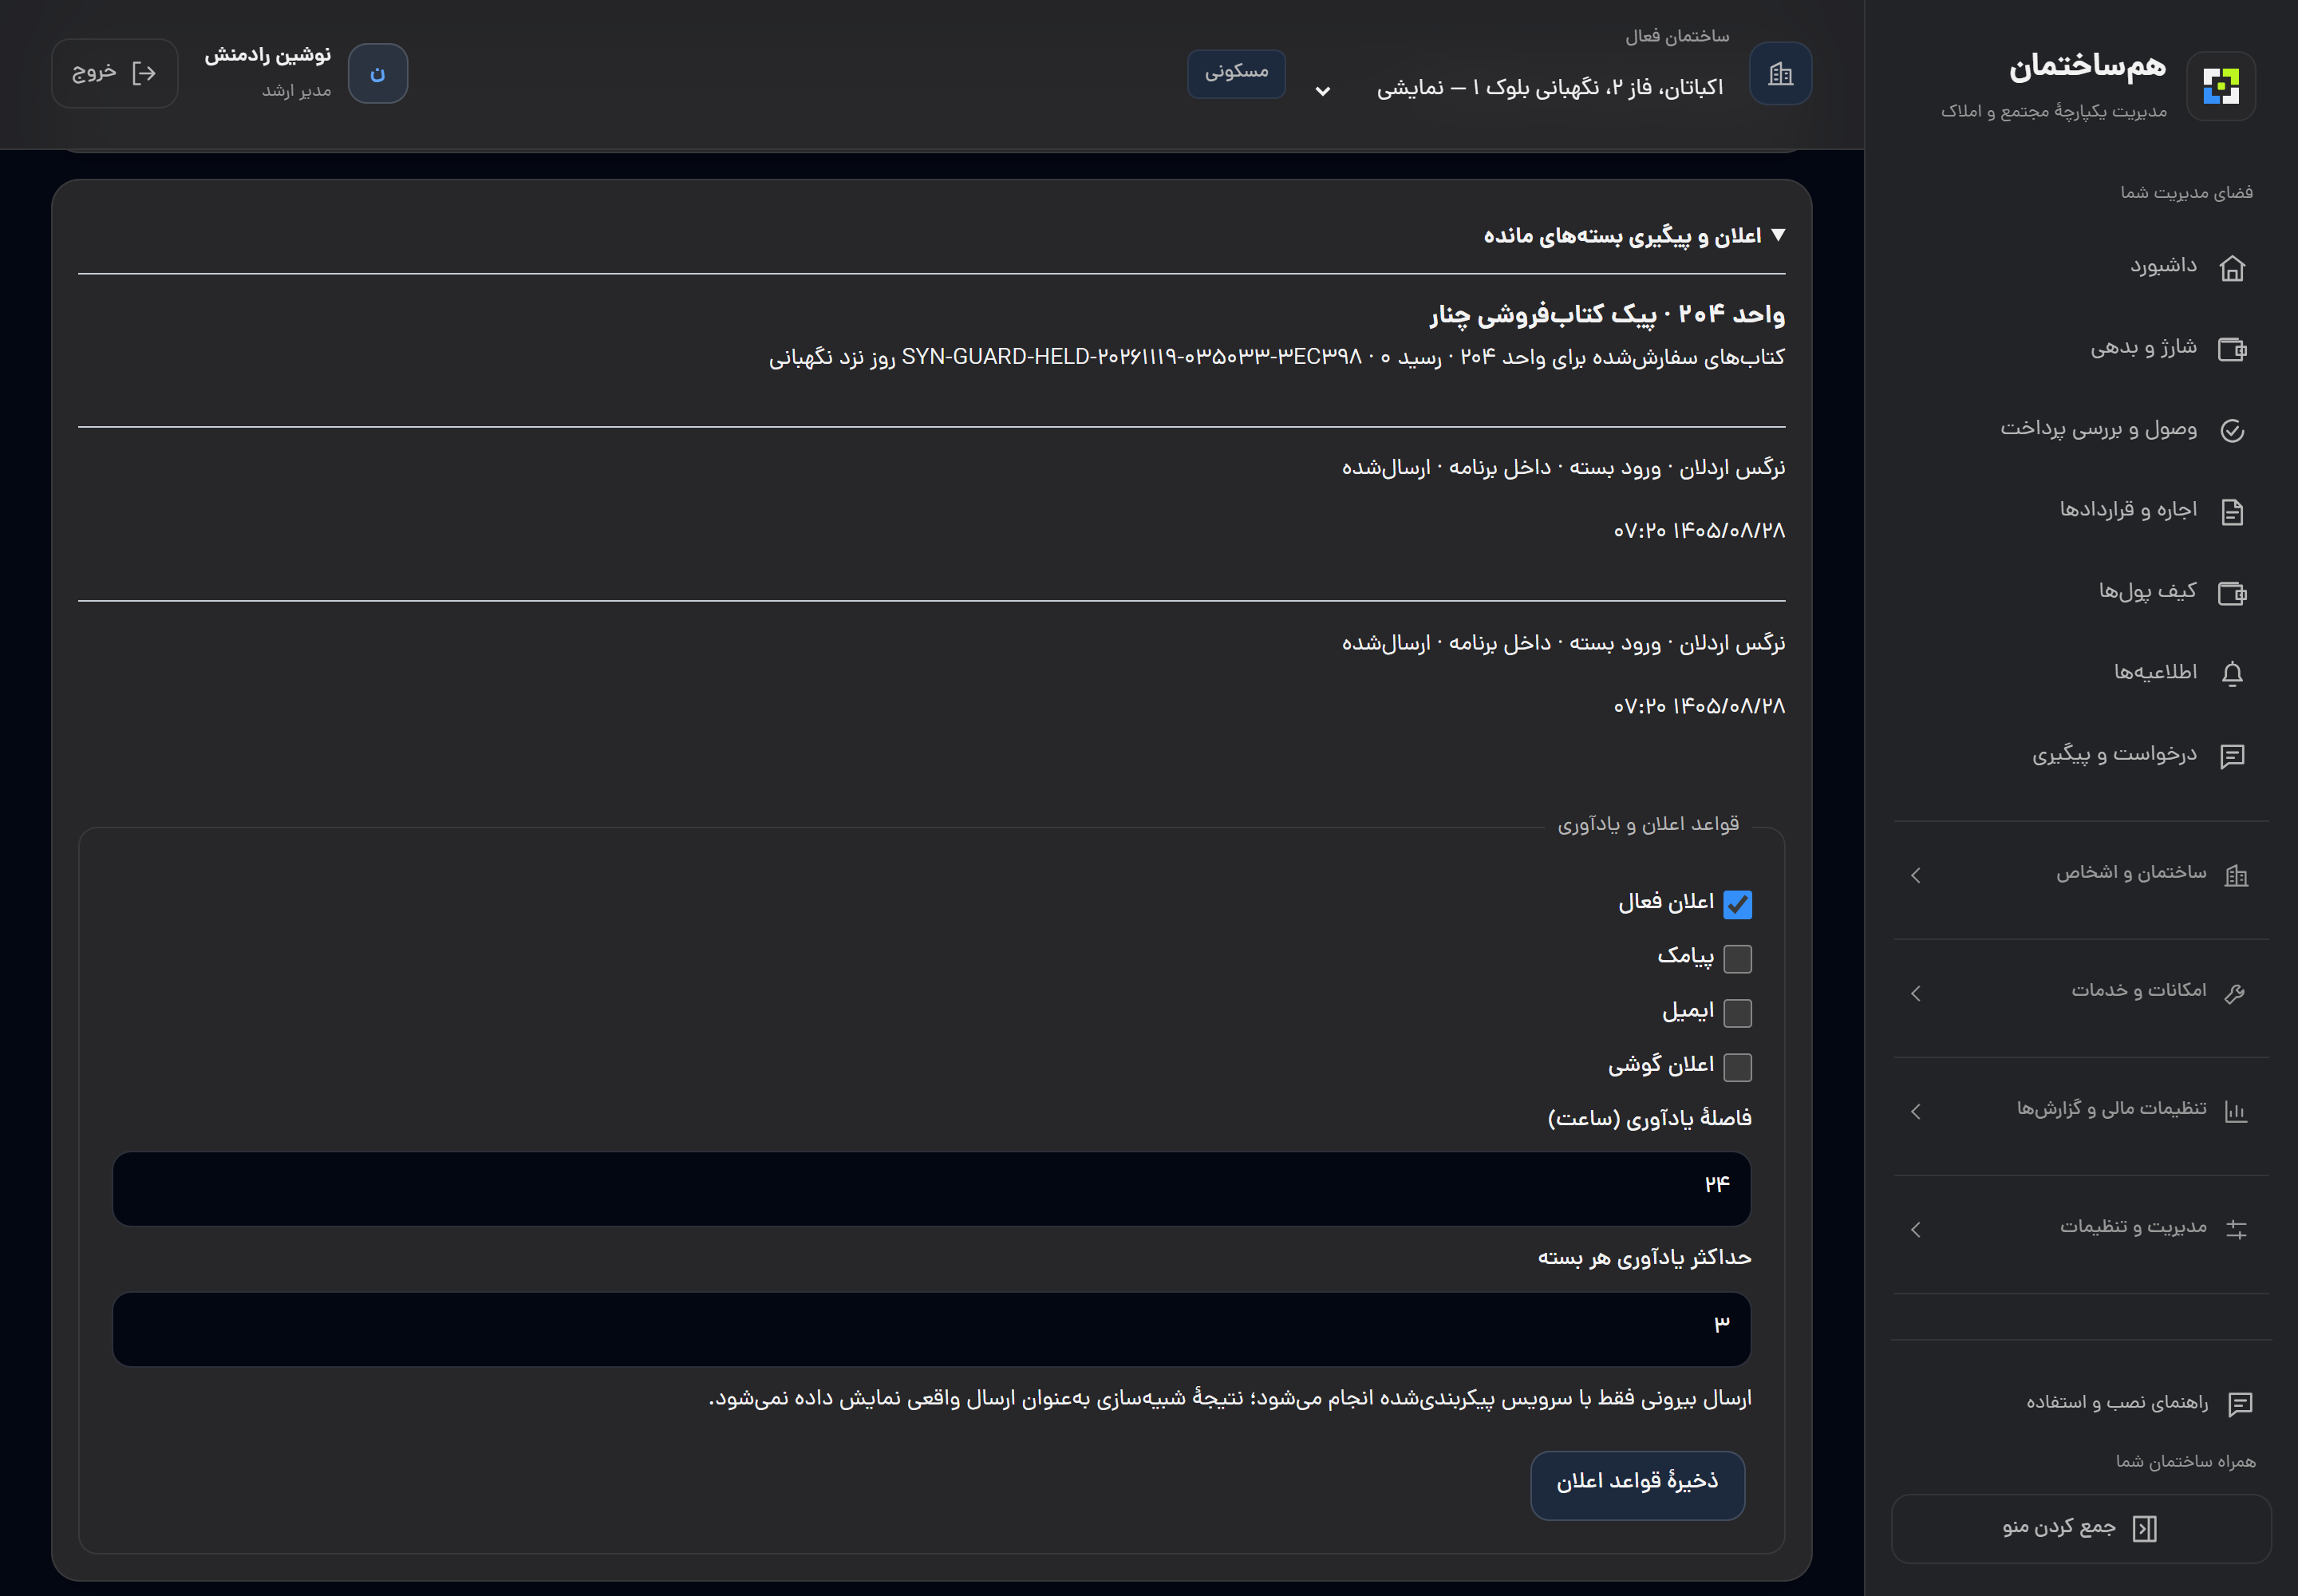 هم‌ساختمان
مدیریت یکپارچهٔ مجتمع و املاک
فضای مدیریت شما
داشبورد
شارژ و بدهی
وصول و بررسی پرداخت
اجاره و قراردادها
کیف پول‌ها
اطلاعیه‌ها
درخواست و پیگیری
ساختمان و اشخاص
امکانات و خدمات
تنظیمات مالی و گزارش‌ها
مدیریت و تنظیمات
راهنمای نصب و استفاده
همراه ساختمان شما
جمع کردن منو
ساختمان فعال
اکباتان، فاز ۲، نگهبانی بلوک ۱ – نمایشی
مسکونی
ن
نوشین رادمنش
مدیر ارشد
خروج
اعلان و پیگیری بسته‌های مانده
واحد ۲۰۴ · پیک کتاب‌فروشی چنار
کتاب‌های سفارش‌شده برای واحد ۲۰۴ · رسید SYN-GUARD-HELD-۲۰۲۶۱۱۱۹-۰۳۵۰۳۳-۳EC۳۹۸ · ۰ روز نزد نگهبانی
نرگس اردلان · ورود بسته · داخل برنامه · ارسال‌شده
۱۴۰۵/۰۸/۲۸ ۰۷:۲۰
نرگس اردلان · ورود بسته · داخل برنامه · ارسال‌شده
۱۴۰۵/۰۸/۲۸ ۰۷:۲۰
قواعد اعلان و یادآوری
اعلان فعال
پیامک
ایمیل
اعلان گوشی
فاصلهٔ یادآوری (ساعت)
۲۴
حداکثر یادآوری هر بسته
۳
ارسال بیرونی فقط با سرویس پیکربندی‌شده انجام می‌شود؛ نتیجهٔ شبیه‌سازی به‌عنوان ارسال واقعی نمایش داده نمی‌شود.
ذخیرهٔ قواعد اعلان